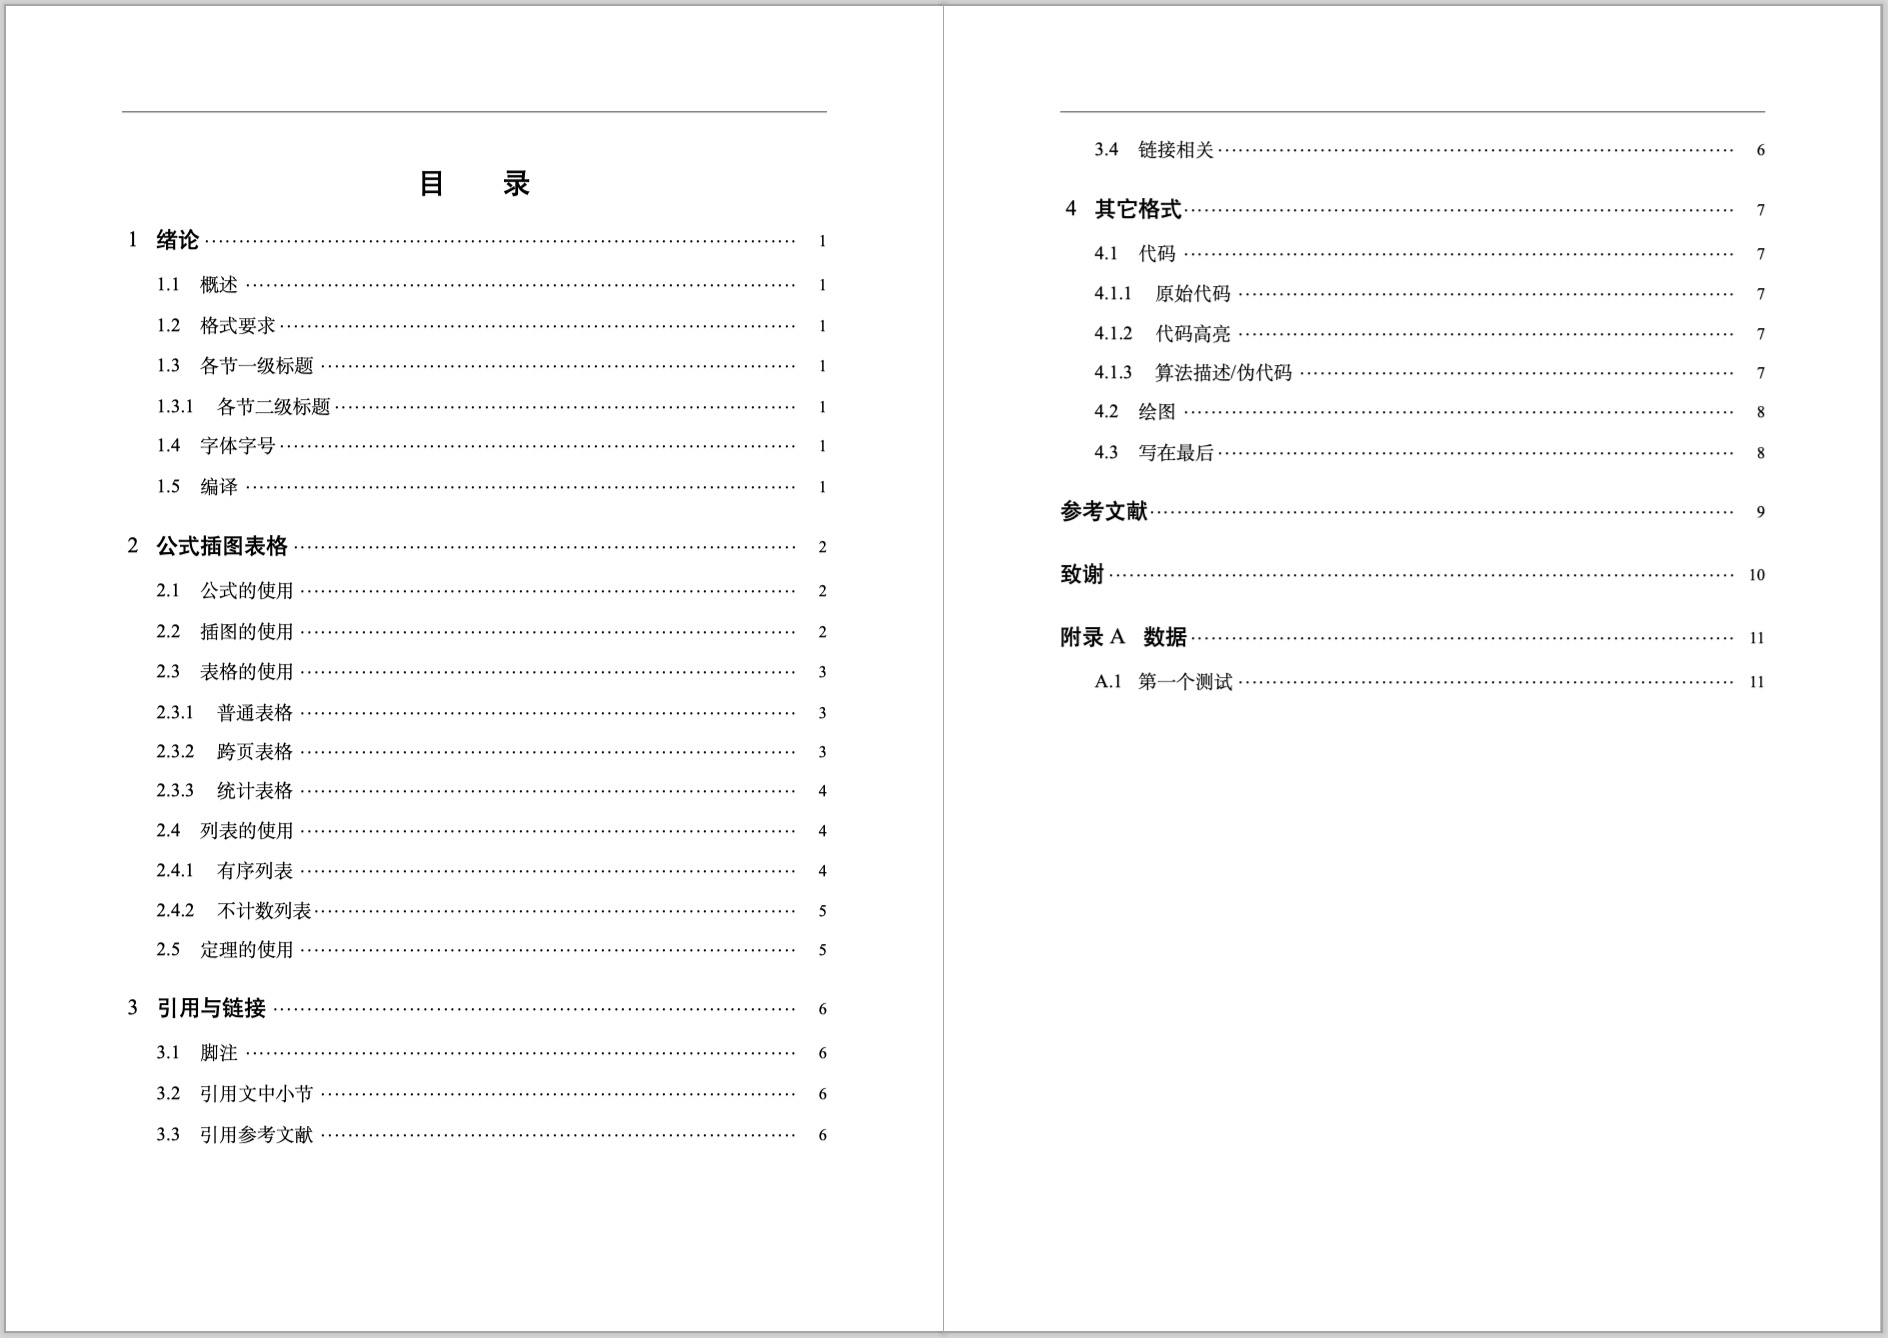 目 录
1 绪论 1
1.1 概述 1
1.2 格式要求 1
1.3 各节一级标题 1
1.3.1 各节二级标题 1
1.4 字体字号 1
1.5 编译 1
2 公式插图表格 2
2.1 公式的使用 2
2.2 插图的使用 2
2.3 表格的使用 3
2.3.1 普通表格 3
2.3.2 跨页表格 3
2.3.3 统计表格 4
2.4 列表的使用 4
2.4.1 有序列表 4
2.4.2 不计数列表 5
2.5 定理的使用 5
3 引用与链接 6
3.1 脚注 6
3.2 引用文中小节 6
3.3 引用参考文献 6
3.4 链接相关 6
4 其它格式 7
4.1 代码 7
4.1.1 原始代码 7
4.1.2 代码高亮 7
4.1.3 算法描述/伪代码 7
4.2 绘图 8
4.3 写在最后 8
参考文献 9
致谢 10
附录 A 数据 11
A.1 第一个测试 11